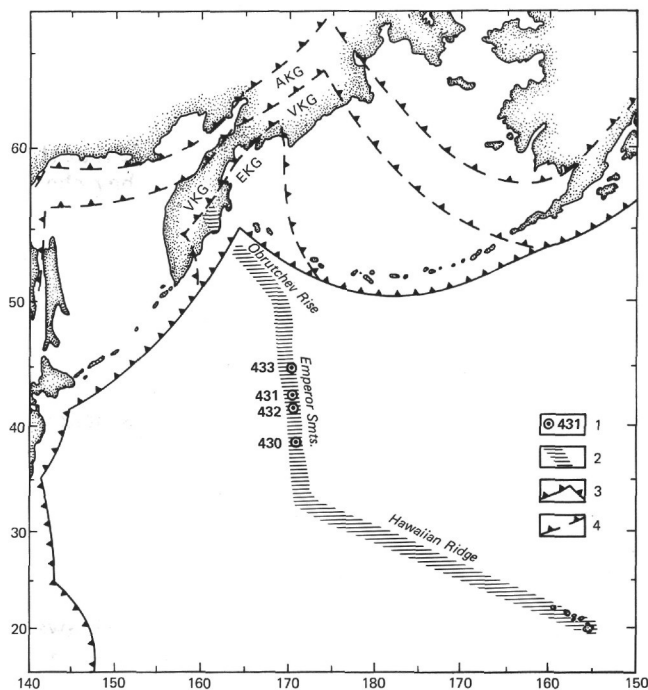 AKG
VKG
60
EKG
VKG
50
Obrutchev Rise
433
Emperor Smts.
431
432
431 1
40
430
2
3
30
Hawaiian Ridge
4
20
140 150 160 170 180 170 160 150